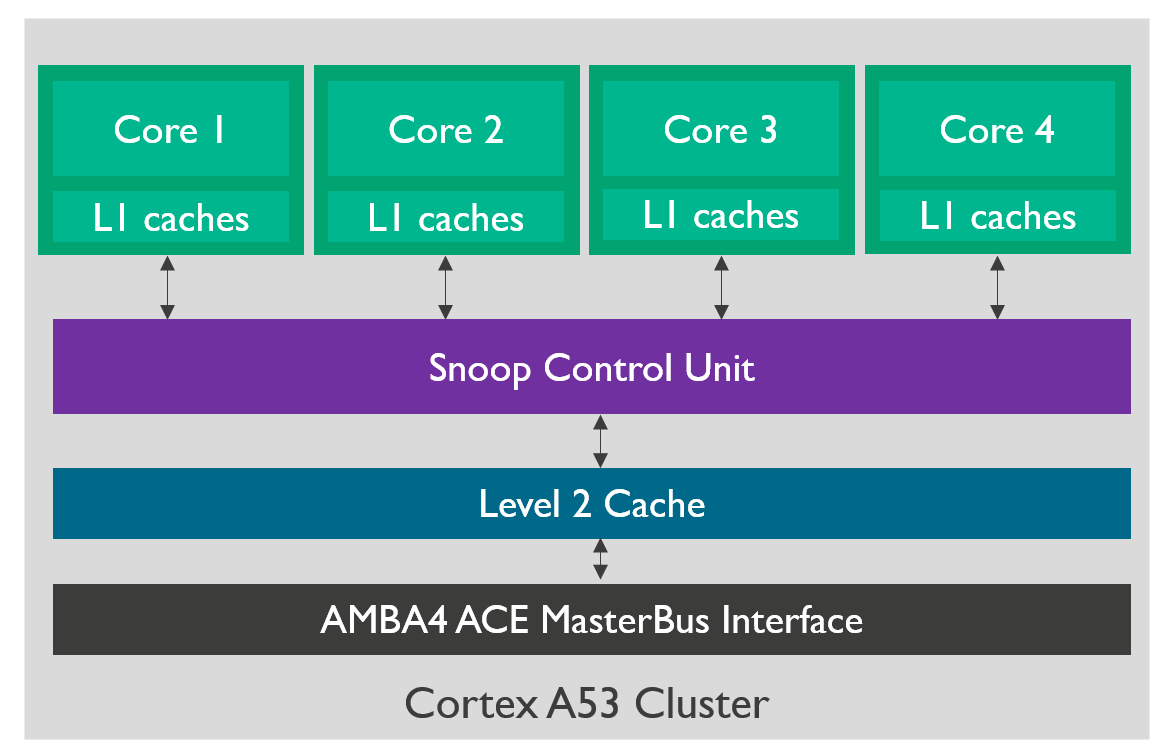 Core 1
Core 2
Core 3
Core 4
L1 caches
L1 caches
L1 caches
L1 caches
Snoop Control Unit
Level 2 Cache
AMBA4 ACE MasterBus Interface
Cortex A53 Cluster